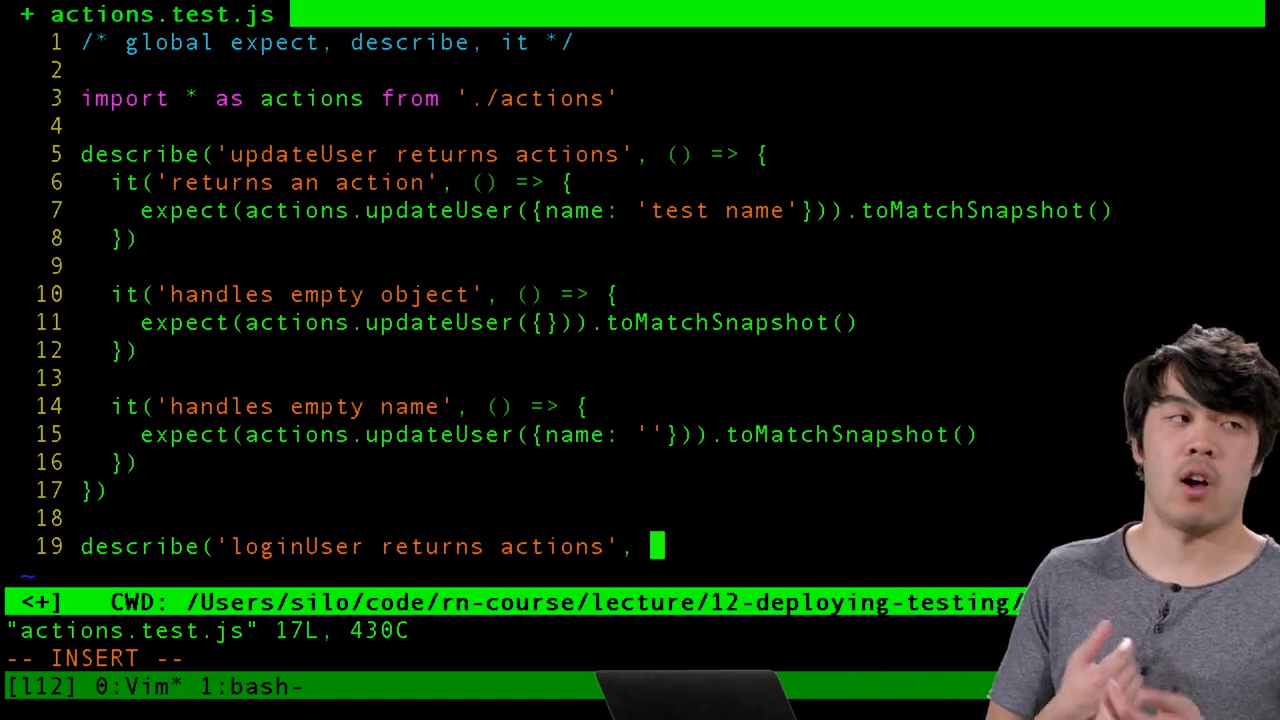 + actions.test.js
1 /* global expect, describe, it */
2
3 import * as actions from './actions'
4
5 describe('updateUser returns actions', () => {
6   it('returns an action', () => {
7     expect(actions.updateUser({name: 'test name'})).toMatchSnapshot()
8   })
9
10   it('handles empty object', () => {
11     expect(actions.updateUser({})).toMatchSnapshot()
12   })
13
14   it('handles empty name', () => {
15     expect(actions.updateUser({name: ''})).toMatchSnapshot()
16   })
17 })
18
19 describe('loginUser returns actions',
~
<+]   CWD: /Users/silo/code/rn-course/lecture/12-deploying-testing/
"actions.test.js" 17L, 430C
-- INSERT --
[l12] 0:Vim* 1:bash-